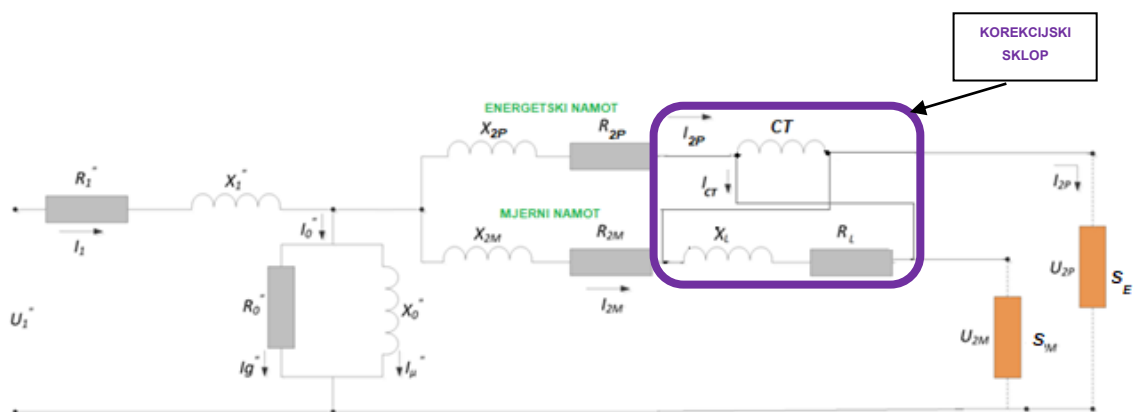 KOREKCIJSKI
SKLOP
ENERGETSKI NAMOT
X2P
R2P
I2P
CT
R1″
X1″
ICT
I2P
I1
I0″
MJERNI NAMOT
X2M
R2M
XL
RL
I2M
U1″
R0″
X0″
U2P
SE
U2M
S'M
Ig″
Iμ″